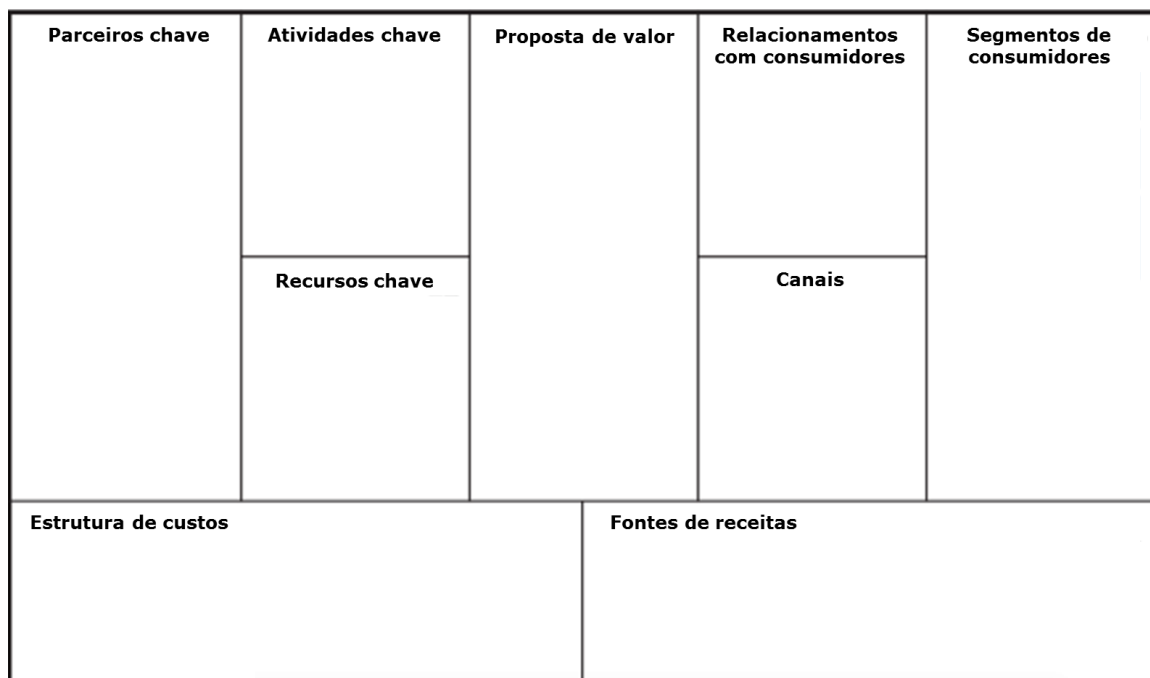 Parceiros chave
Atividades chave
Proposta de valor
Relacionamentos
com consumidores
Segmentos de
consumidores
Recursos chave
Canais
Estrutura de custos
Fontes de receitas